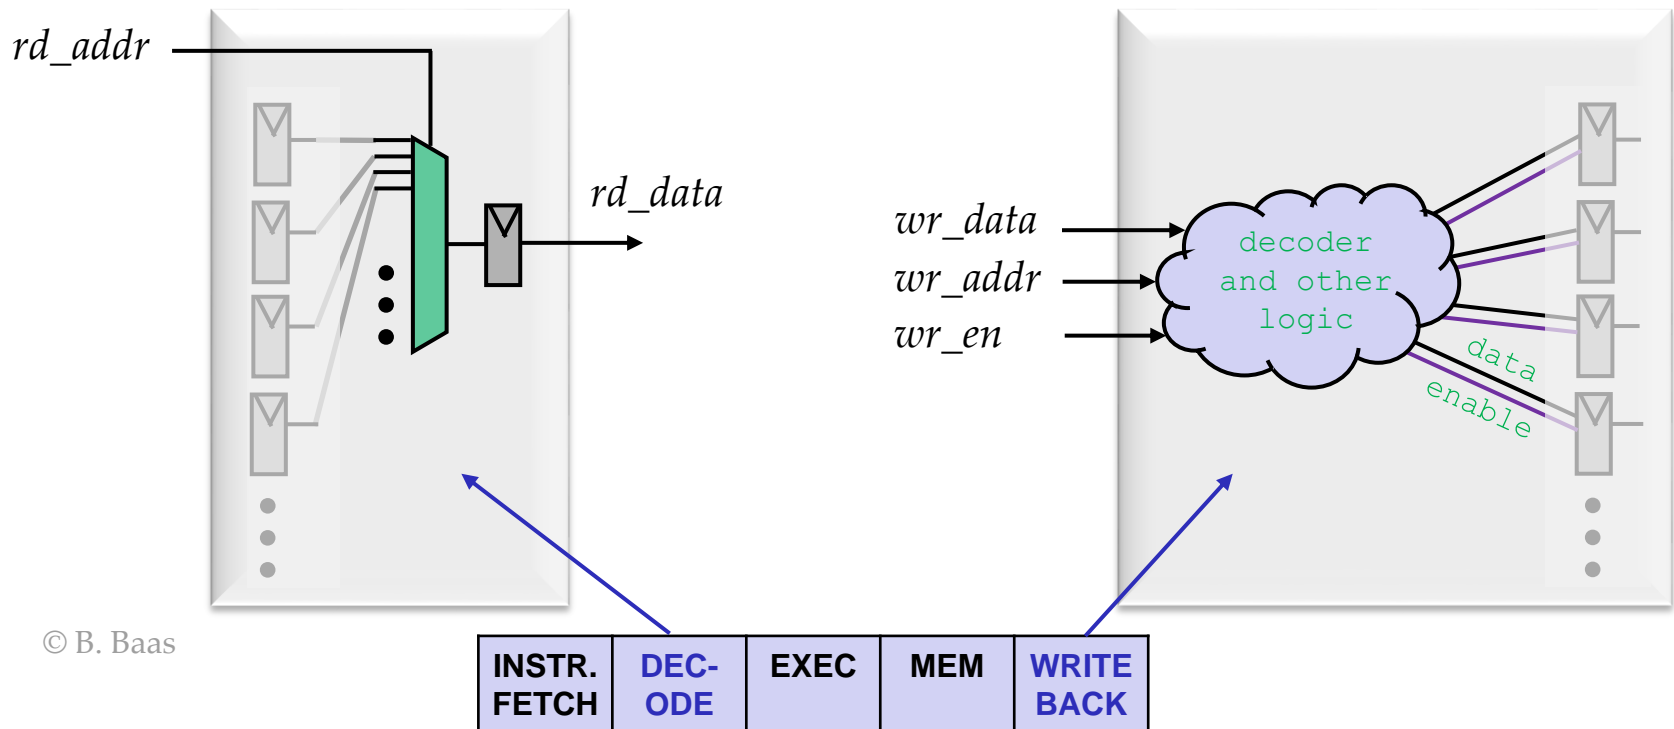 rd_addr
rd_data
wr_data
wr_addr
wr_en
decoder
and other
logic
data
enable
© B. Baas
INSTR.
FETCH
DEC-
ODE
EXEC
MEM
WRITE
BACK